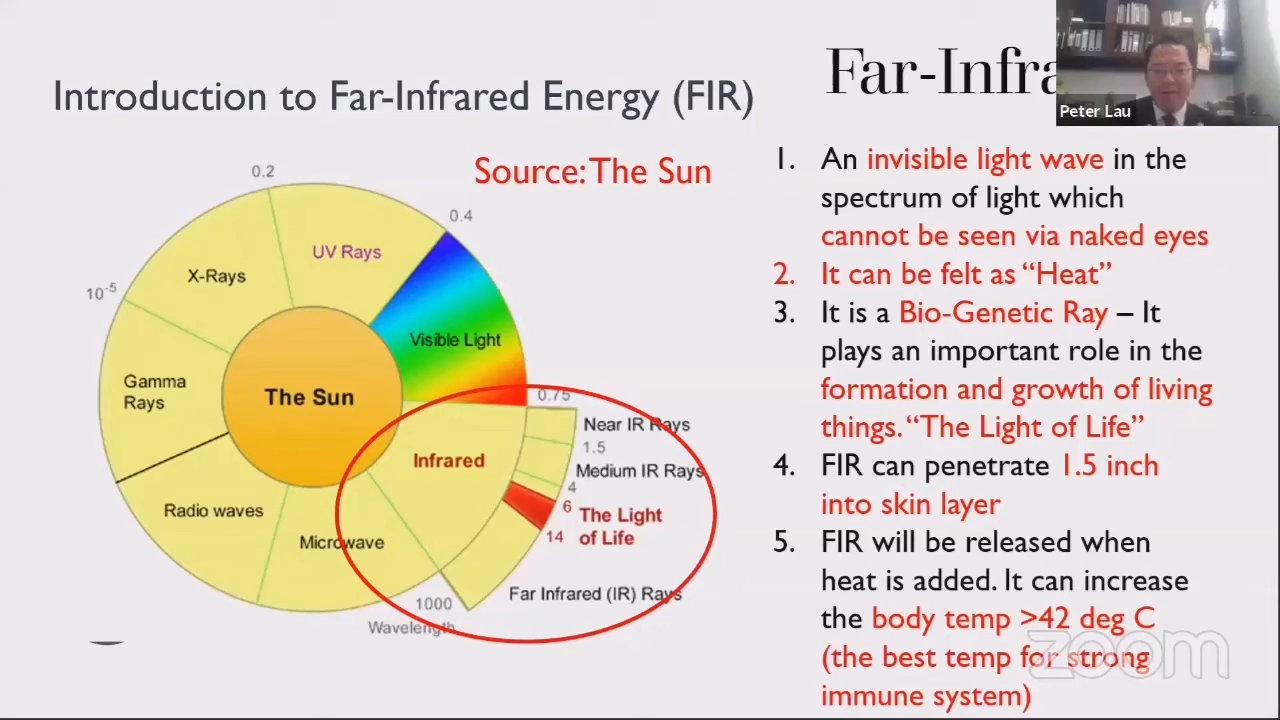 Introduction to Far-Infrared Energy (FIR)
Far-Infra
Peter Lau
Source: The Sun
0.2
0.4
UV Rays
X-Rays
10-5
Visible Light
Gamma
Rays
The Sun
0.75
Near IR Rays
1.5
Infrared
Medium IR Rays
4
6
The Light
of Life
14
Radio waves
Microwave
Far Infrared (IR) Rays
1000
Wavelength
1. An invisible light wave in the
spectrum of light which
cannot be seen via naked eyes
2. It can be felt as “Heat”
3. It is a Bio-Genetic Ray – It
plays an important role in the
formation and growth of living
things. “The Light of Life”
4. FIR can penetrate 1.5 inch
into skin layer
5. FIR will be released when
heat is added. It can increase
the body temp >42 deg C
(the best temp for strong
immune system)
zoom